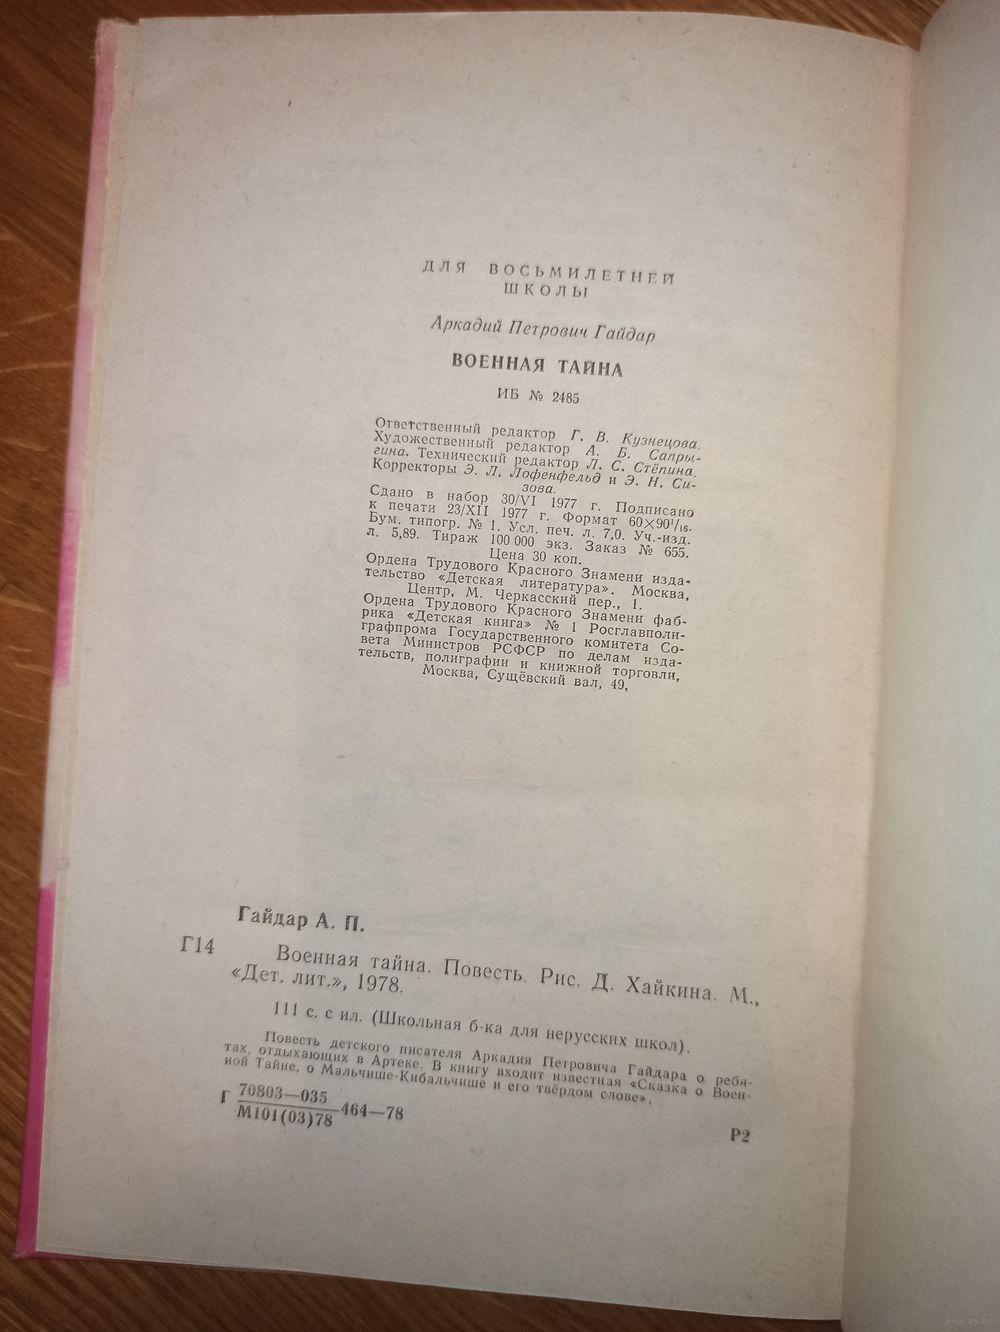 ДЛЯ ВОСЬМИЛЕТНЕЙ
ШКОЛЫ
Аркадий Петрович Гайдар
ВОЕННАЯ ТАЙНА
ИБ № 2485
Ответственный редактор Г. В. Кузнецова.
Художественный редактор А. Б. Сапры-
гина. Технический редактор Л. С. Стёпина.
Корректоры Э. Л. Лофенфельд и Э. Н. Си-
зова.
Сдано в набор 30/VI 1977 г. Подписано
к печати 23/XII 1977 г. Формат 60×90¹/₁₆.
Бум. типогр. № 1. Усл. печ. л. 7,0. Уч.-изд.
л. 5,89. Тираж 100 000 экз. Заказ № 655.
Цена 30 коп.
Ордена Трудового Красного Знамени изда-
тельство «Детская литература». Москва,
Центр, М. Черкасский пер., 1.
Ордена Трудового Красного Знамени фаб-
рика «Детская книга» № 1 Росглавполи-
графпрома Государственного комитета Со-
вета Министров РСФСР по делам изда-
тельств, полиграфии и книжной торговли,
Москва, Сущёвский вал, 49.
Гайдар А. П.
Г14 Военная тайна. Повесть. Рис. Д. Хайкина. М.,
«Дет. лит.», 1978.
111 с. с ил. (Школьная б-ка для нерусских школ).
Повесть детского писателя Аркадия Петровича Гайдара о ребя-
тах, отдыхающих в Артеке. В книгу входит известная «Сказка о Воен-
ной Тайне, о Мальчише-Кибальчише и его твёрдом слове».
Г 70803—035
М101(03)78 464—78
Р2
www.ay.by